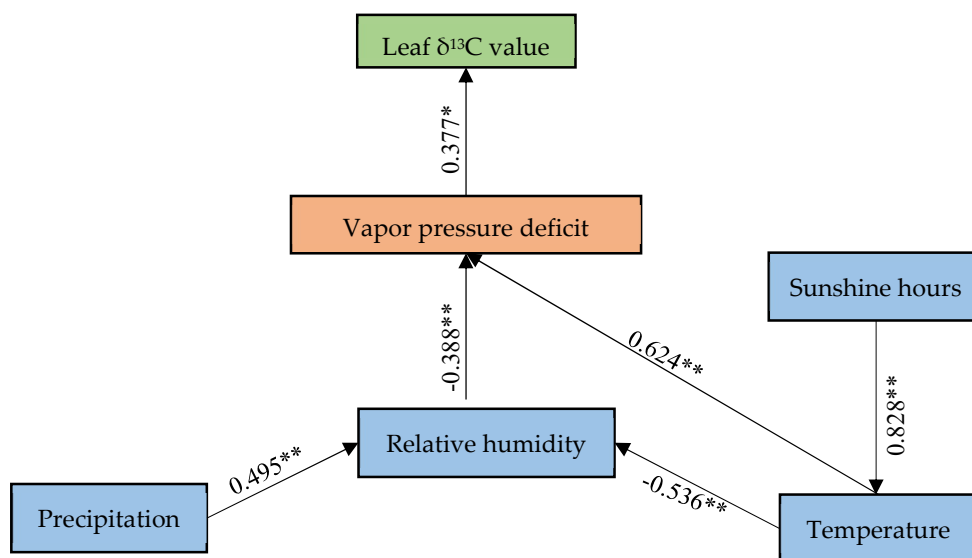 Leaf δ¹³C value
0.377*
Vapor pressure deficit
Sunshine hours
-0.388**
0.624**
0.828**
Relative humidity
0.495**
-0.536**
Precipitation
Temperature